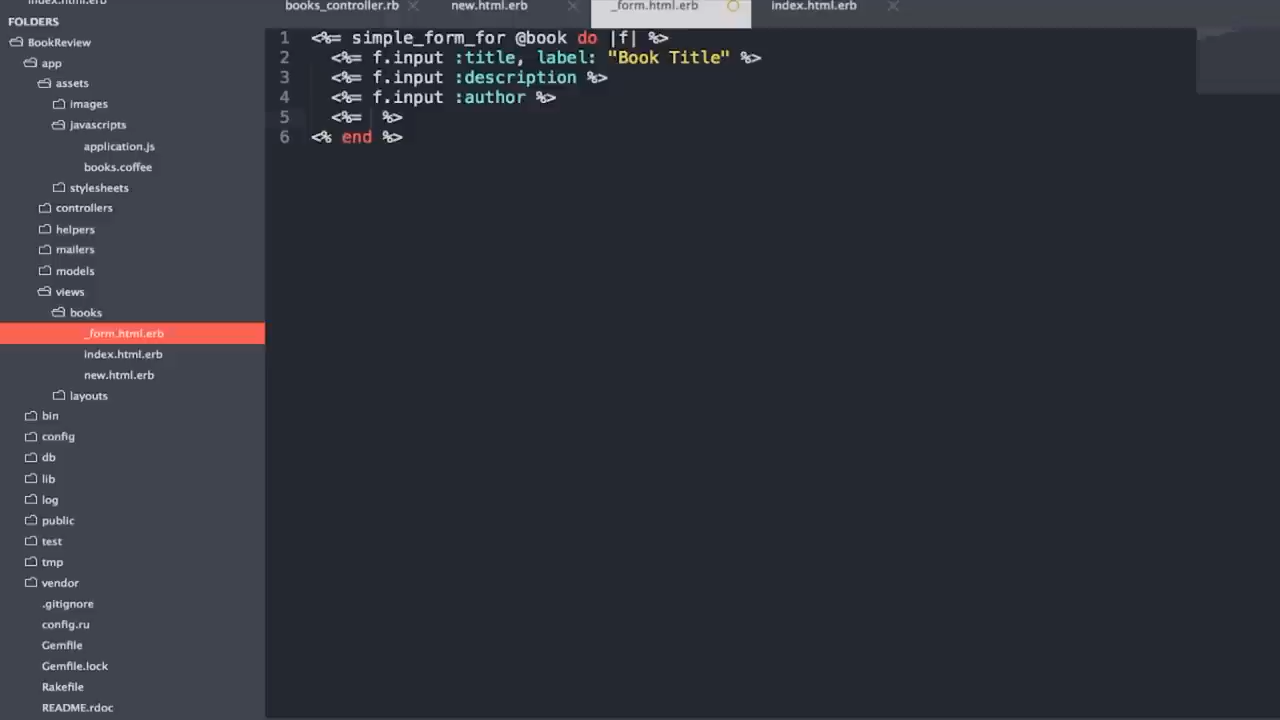 index.html.erb
books_controller.rb new.html.erb _form.html.erb index.html.erb
FOLDERS
BookReview
app
assets
images
javascripts
application.js
books.coffee
stylesheets
controllers
helpers
mailers
models
views
books
_form.html.erb
index.html.erb
new.html.erb
layouts
bin
config
db
lib
log
public
test
tmp
vendor
.gitignore
config.ru
Gemfile
Gemfile.lock
Rakefile
README.rdoc
1 <%= simple_form_for @book do |f| %>
2 <%= f.input :title, label: "Book Title" %>
3 <%= f.input :description %>
4 <%= f.input :author %>
5 <%= %>
6 <% end %>